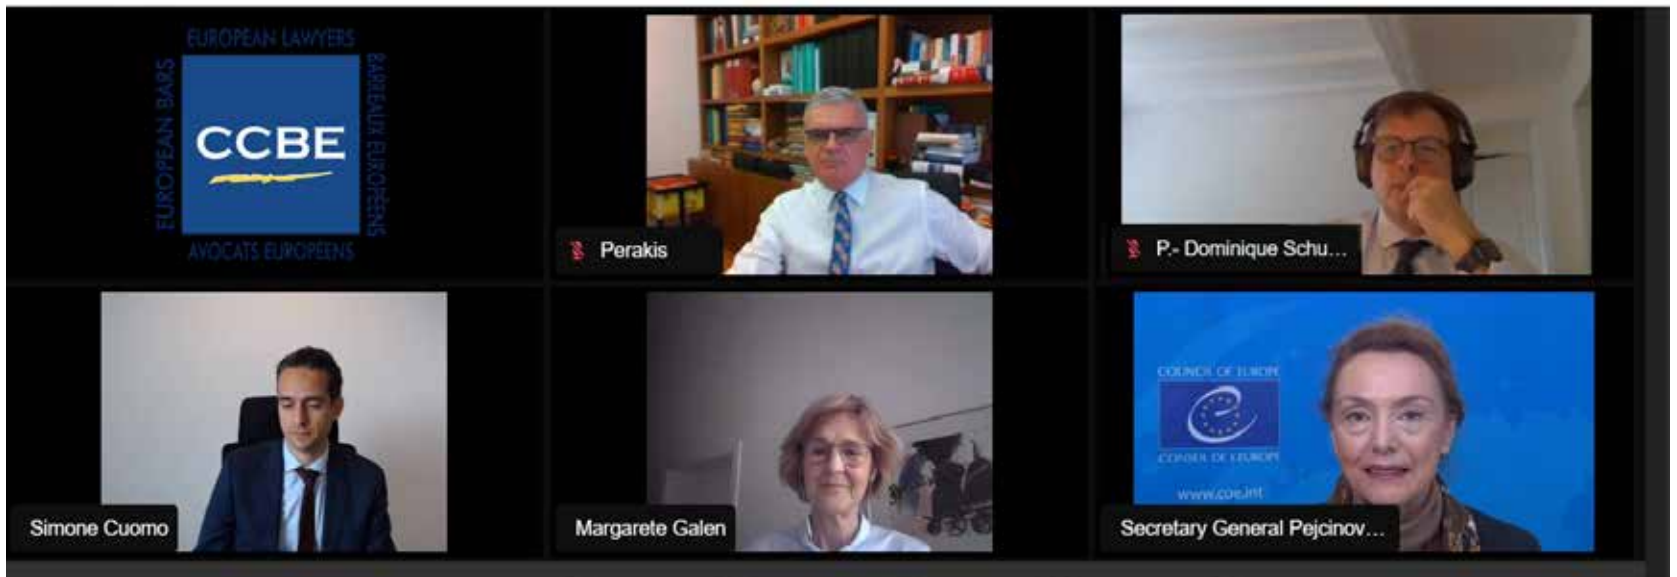 EUROPEAN LAWYERS
EUROPEAN BARS
CCBE
BARREAUX EUROPÉENS
AVOCATS EUROPÉENS
Perakis
P.- Dominique Schu...
Simone Cuomo
Margarete Galen
COUNCIL OF EUROPE
CONSEIL DE L'EUROPE
www.coe.int
Secretary General Pejcinov...